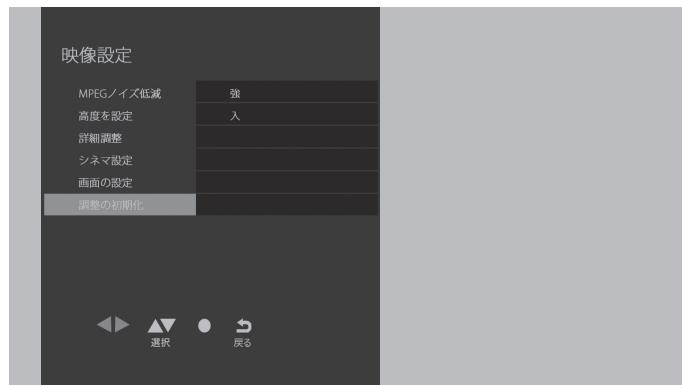 映像設定
MPEGノイズ低減 強
高度を設定 入
詳細調整
シネマ設定
画面の設定
調整の初期化
選択 戻る